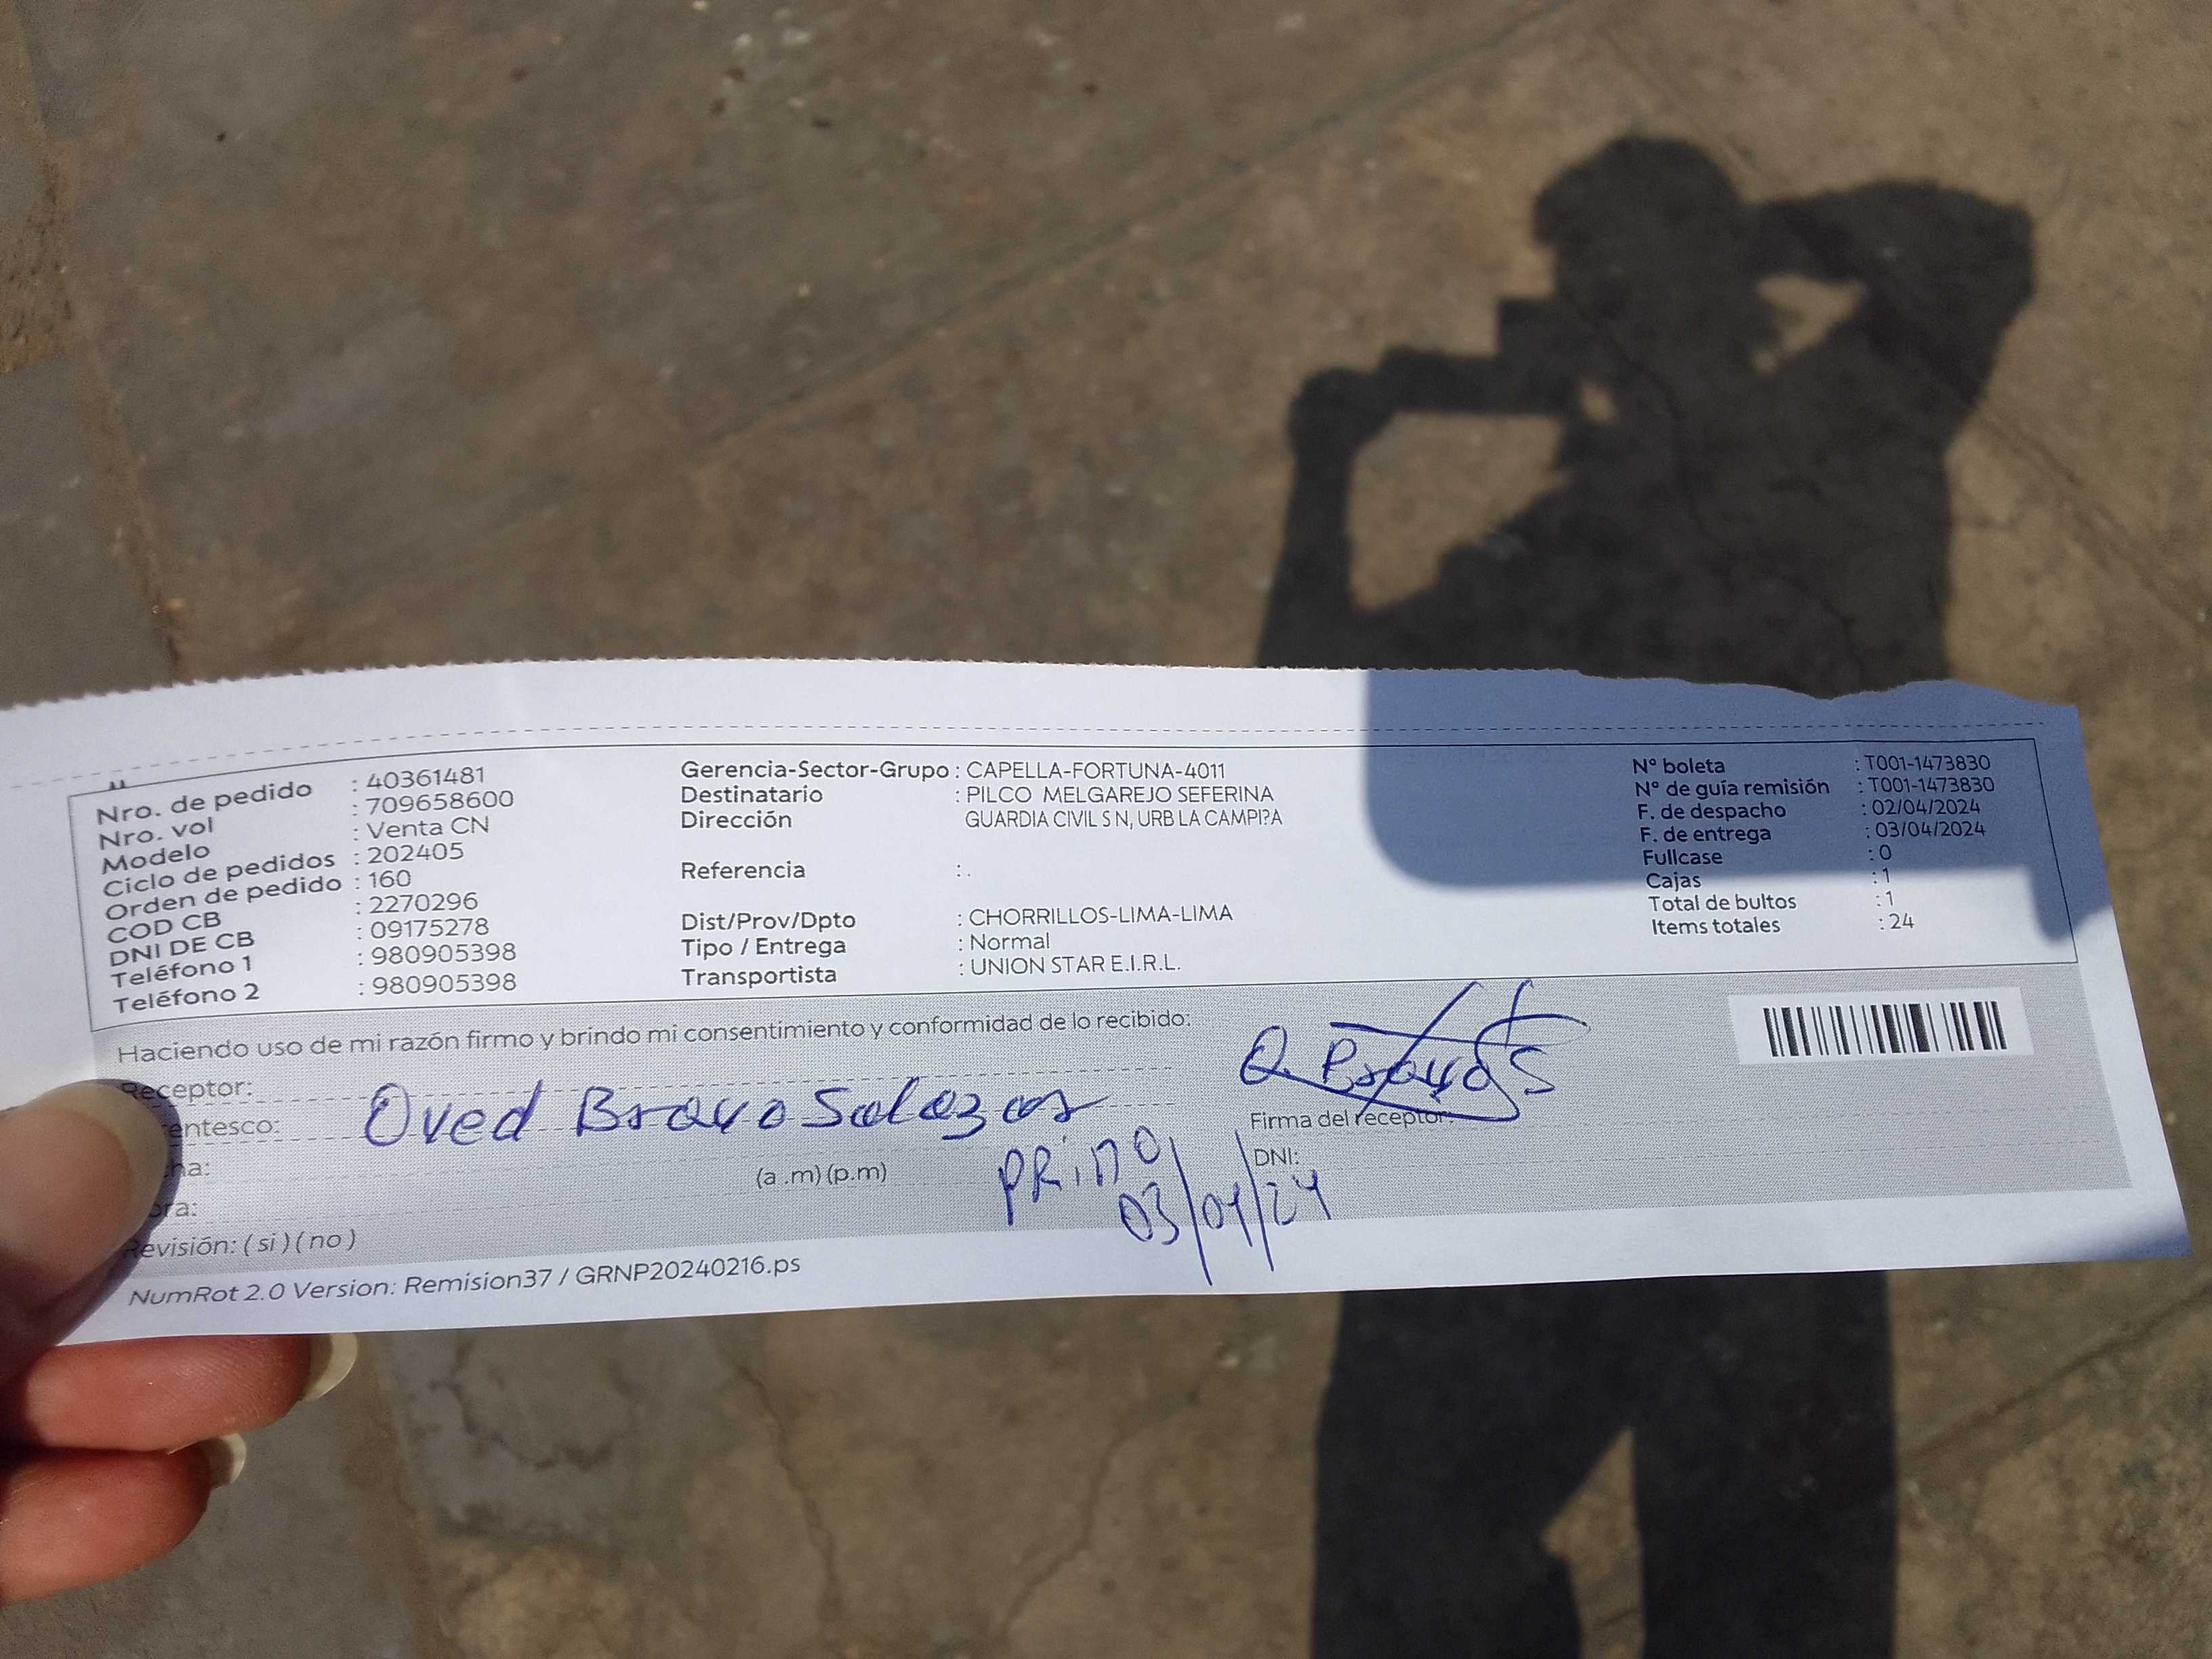 Nro. de pedido : 40361481
Nro. vol : 709658600
Modelo : Venta CN
Ciclo de pedidos : 202405
Orden de pedido : 160
COD CB : 2270296
DNI DE CB : 09175278
Teléfono 1 : 980905398
Teléfono 2 : 980905398
Gerencia-Sector-Grupo : CAPELLA-FORTUNA-4011
Destinatario : PILCO MELGAREJO SEFERINA
Dirección GUARDIA CIVIL S N, URB LA CAMPI?A
Referencia : .
Dist/Prov/Dpto : CHORRILLOS-LIMA-LIMA
Tipo / Entrega : Normal
Transportista : UNION STAR E.I.R.L.
N° boleta : T001-1473830
N° de guía remisión : T001-1473830
F. de despacho : 02/04/2024
F. de entrega : 03/04/2024
Fullcase : 0
Cajas : 1
Total de bultos : 1
Items totales : 24
Haciendo uso de mi razón firmo y brindo mi consentimiento y conformidad de lo recibido:
Receptor:
Oved Bravo Salazar
entesco:
ha:
(a .m) (p.m)
PRIMO
03/04/24
ora:
Revisión: ( si ) ( no )
Firma del receptor:
DNI:
NumRot 2.0 Version: Remision37 / GRNP20240216.ps